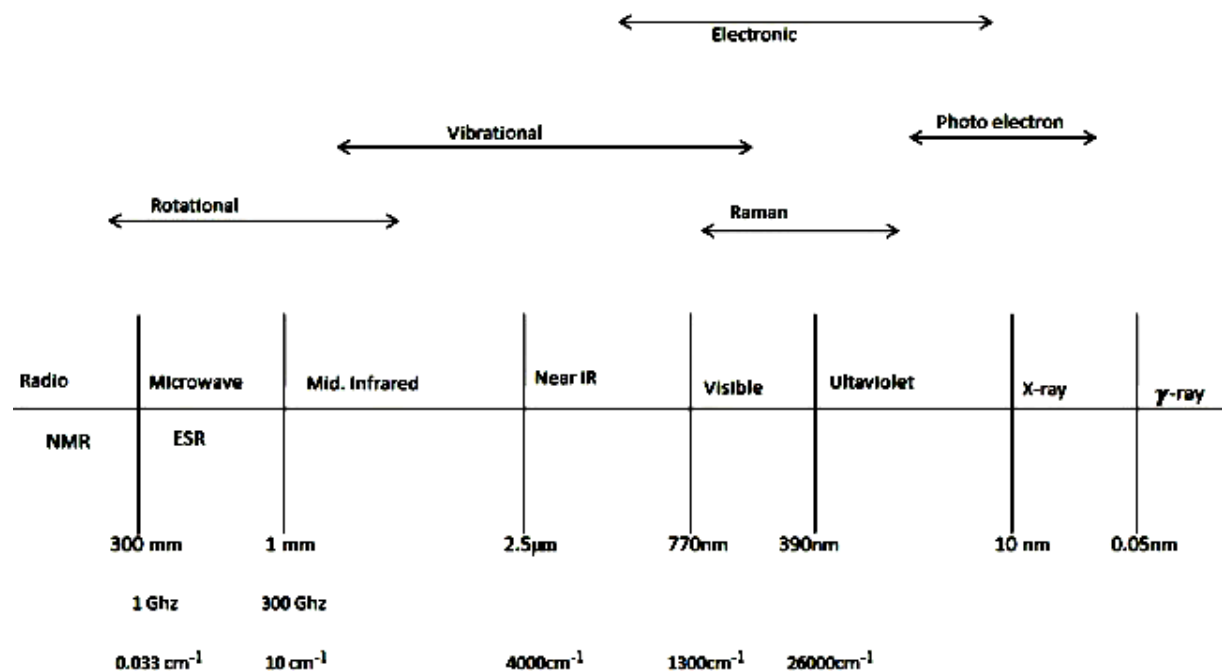 Electronic
Photo electron
Vibrational
Rotational
Raman
Radio Microwave Mid. Infrared Near IR Visible Ultaviolet X-ray γ-ray
NMR ESR
300 mm 1 mm 2.5μm 770nm 390nm 10 nm 0.05nm
1 Ghz 300 Ghz
0.033 cm⁻¹ 10 cm⁻¹ 4000cm⁻¹ 1300cm⁻¹ 26000cm⁻¹